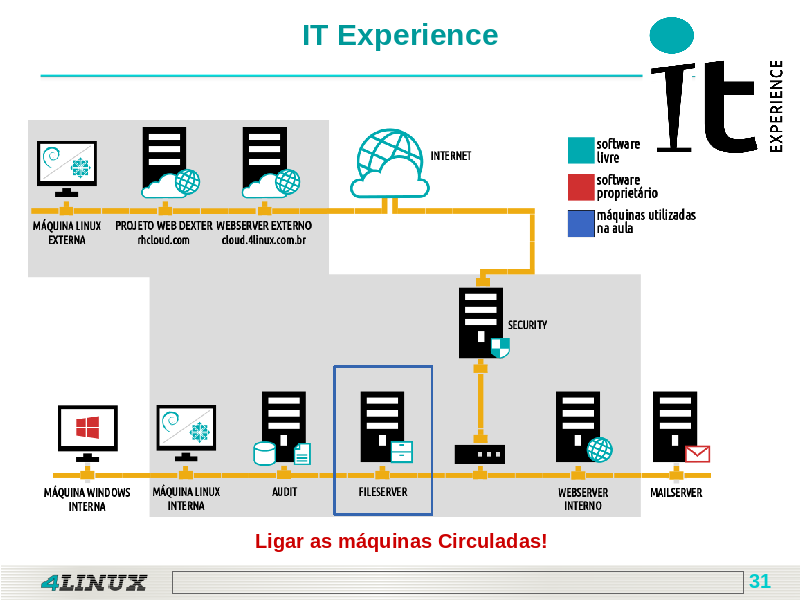 IT Experience
it
EXPERIENCE
INTERNET
software
livre
software
proprietário
máquinas utilizadas
na aula
MÁQUINA LINUX
EXTERNA
PROJETO WEB DEXTER
rhcloud.com
WEBSERVER EXTERNO
cloud.4linux.com.br
SECURITY
MÁQUINA WINDOWS
INTERNA
MÁQUINA LINUX
INTERNA
AUDIT
FILESERVER
WEBSERVER
INTERNO
MAILSERVER
Ligar as máquinas Circuladas!
4LINUX
31